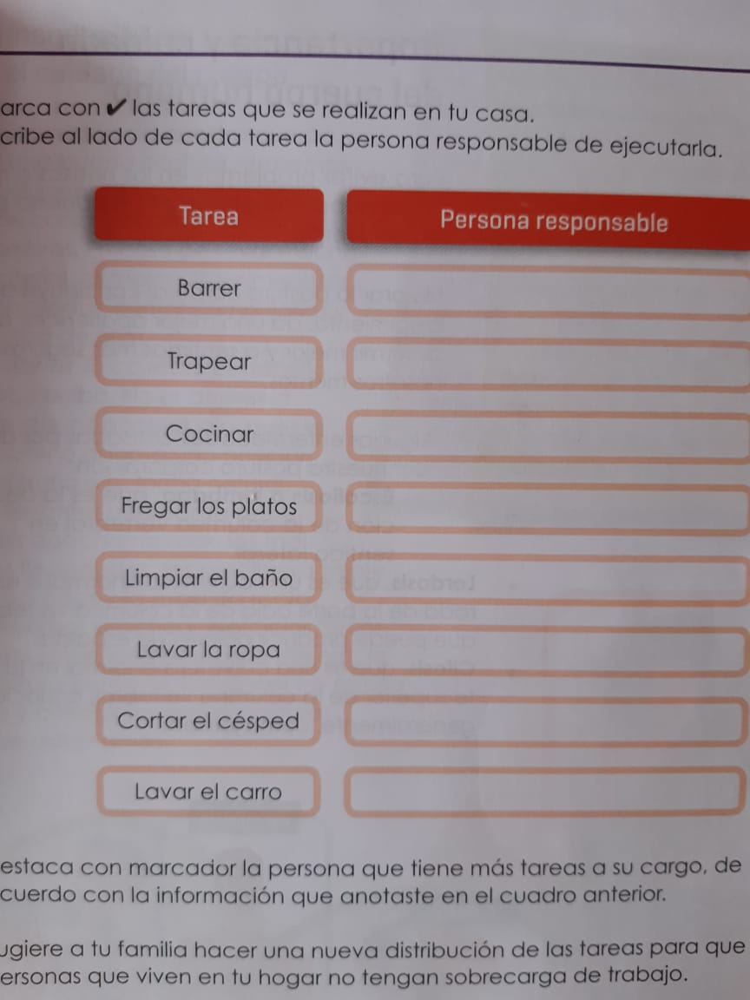 arca con ✔ las tareas que se realizan en tu casa.
cribe al lado de cada tarea la persona responsable de ejecutarla.
Tarea
Persona responsable
Barrer
Trapear
Cocinar
Fregar los platos
Limpiar el baño
Lavar la ropa
Cortar el césped
Lavar el carro
estaca con marcador la persona que tiene más tareas a su cargo, de
cuerdo con la información que anotaste en el cuadro anterior.
ugiere a tu familia hacer una nueva distribución de las tareas para que
ersonas que viven en tu hogar no tengan sobrecarga de trabajo.